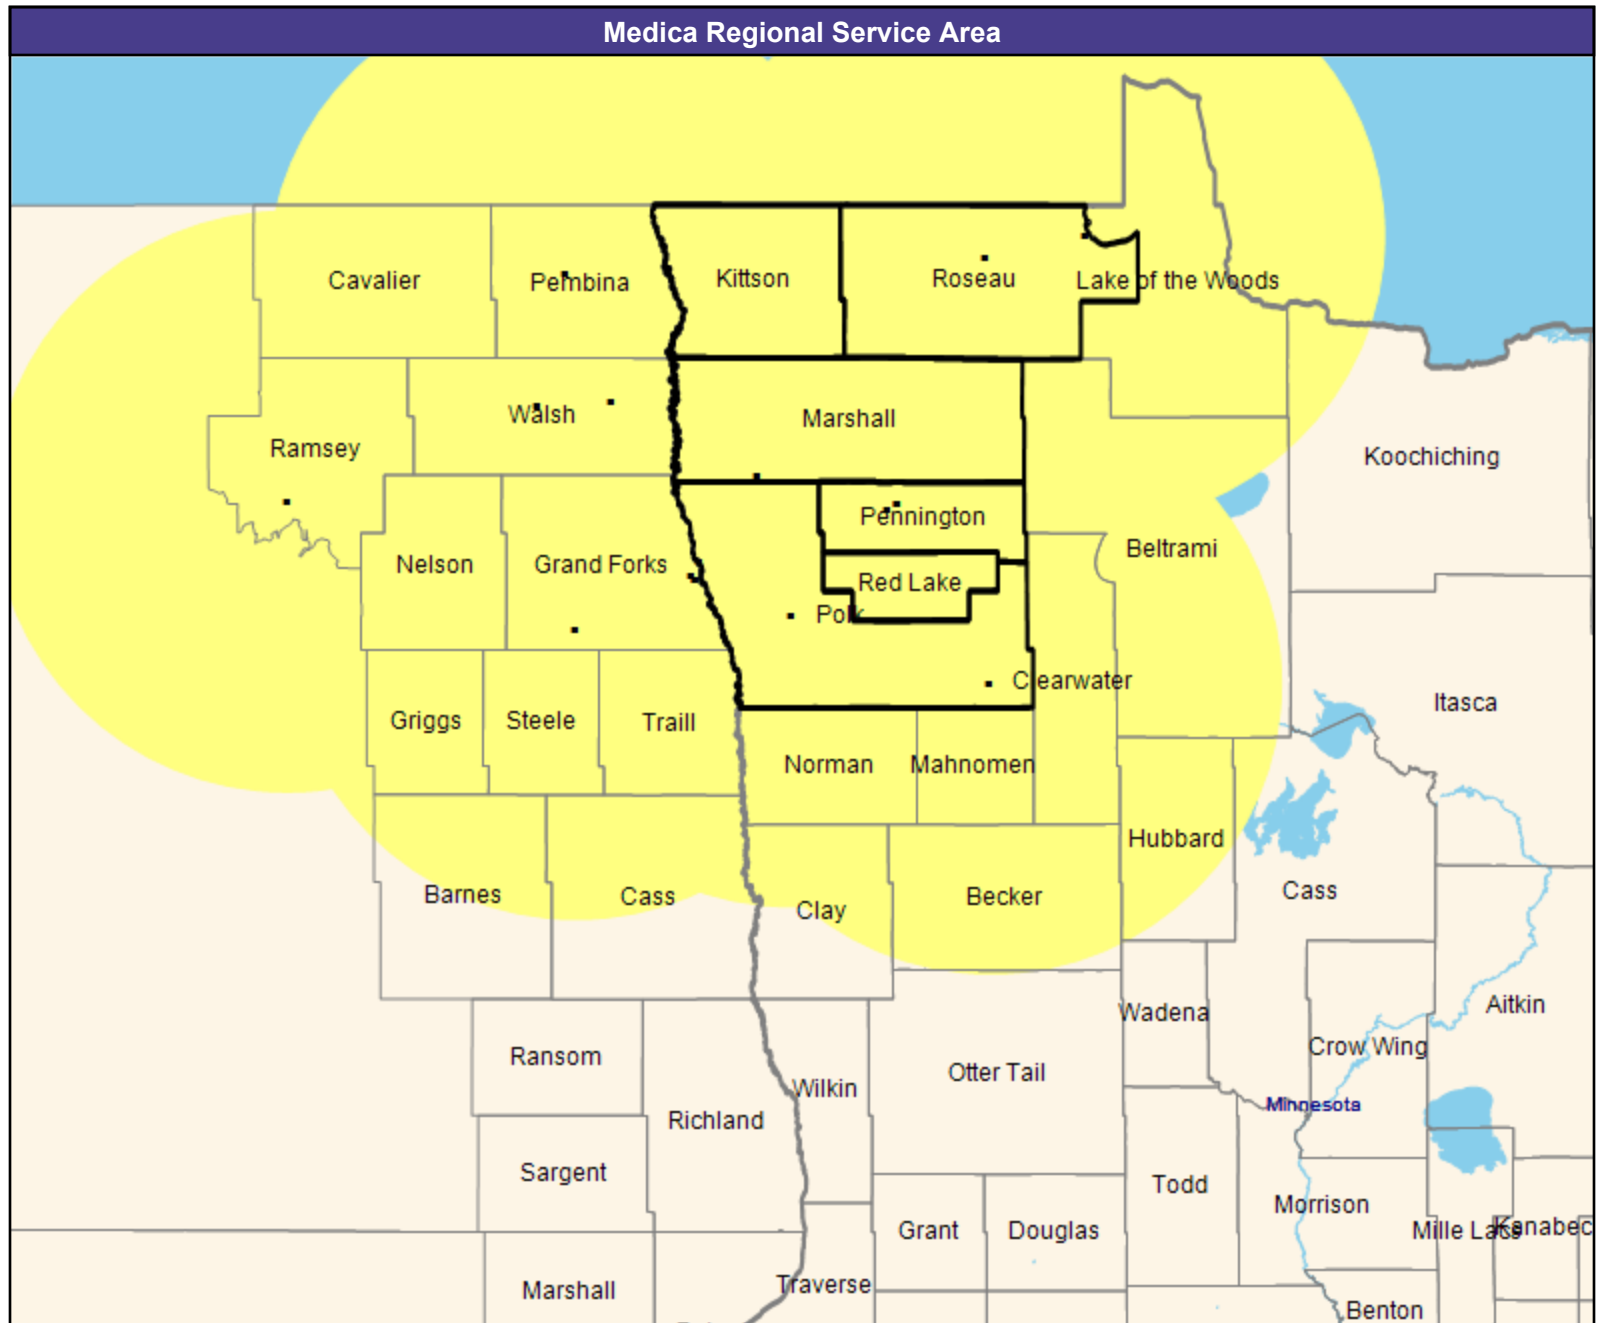 Medica Regional Service Area
Cavalier
Pembina
Kittson
Roseau
Lake of the Woods
Walsh
Marshall
Ramsey
Koochiching
Pennington
Beltrami
Nelson
Grand Forks
Red Lake
Polk
Clearwater
Griggs
Steele
Traill
Itasca
Norman
Mahnomen
Hubbard
Barnes
Cass
Clay
Becker
Cass
Aitkin
Wadena
Ransom
Otter Tail
Crow Wing
Wilkin
Minnesota
Richland
Sargent
Todd
Morrison
Grant
Douglas
Mille Lacs
Kanabec
Marshall
Traverse
Benton